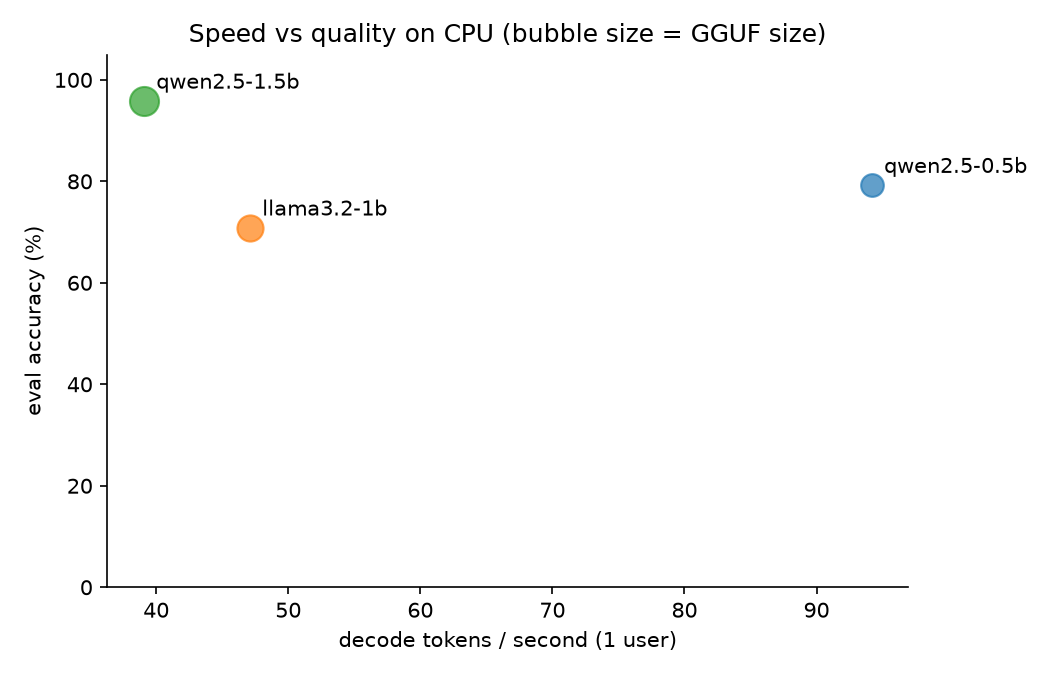 Speed vs quality on CPU (bubble size = GGUF size)
100
qwen2.5-1.5b
80
qwen2.5-0.5b
llama3.2-1b
60
40
20
0
eval accuracy (%)
40 50 60 70 80 90
decode tokens / second (1 user)